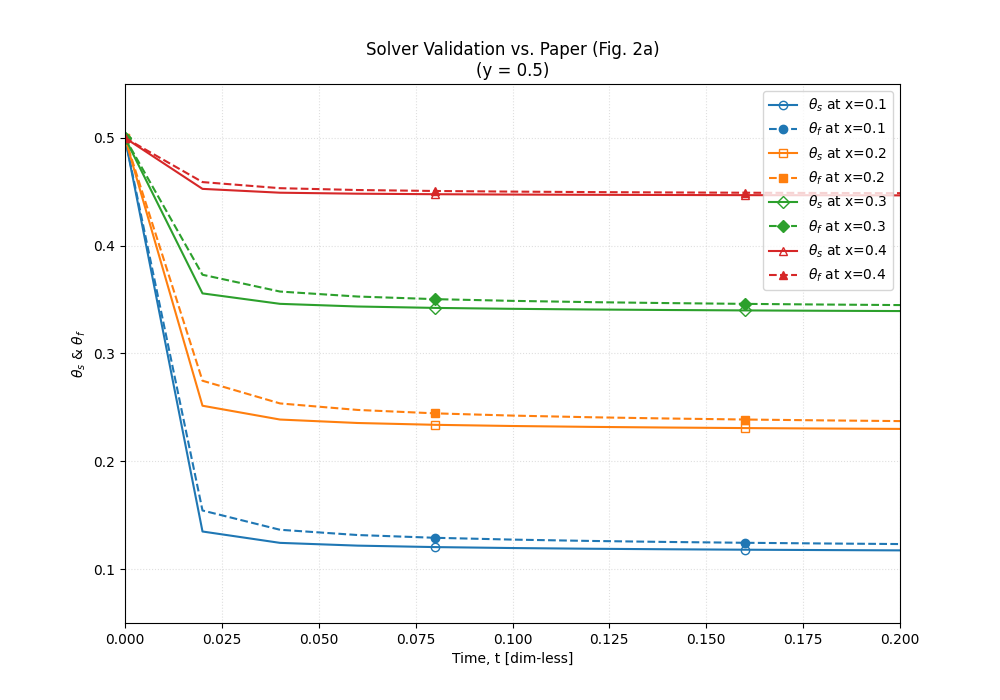 Solver Validation vs. Paper (Fig. 2a)
(y = 0.5)
θs & θf
0.5
0.4
0.3
0.2
0.1
θs at x=0.1
θf at x=0.1
θs at x=0.2
θf at x=0.2
θs at x=0.3
θf at x=0.3
θs at x=0.4
θf at x=0.4
0.000 0.025 0.050 0.075 0.100 0.125 0.150 0.175 0.200
Time, t [dim-less]